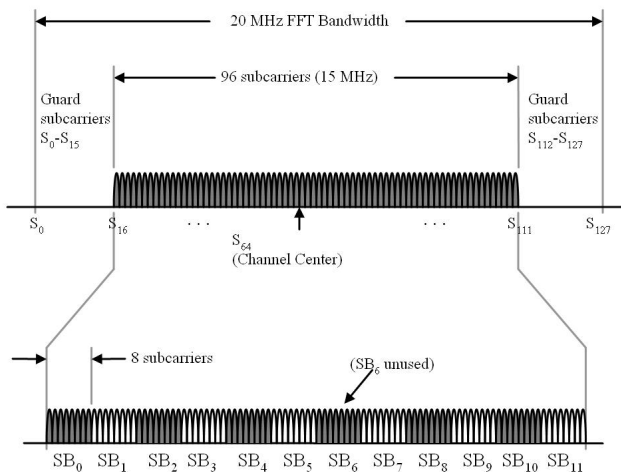 20 MHz FFT Bandwidth
96 subcarriers (15 MHz)
Guard
subcarriers
S₀-S₁₅
Guard
subcarriers
S₁₁₂-S₁₂₇
S₀
S₁₆
. . .
S₆₄
(Channel Center)
. . .
S₁₁₁
S₁₂₇
8 subcarriers
(SB₆ unused)
SB₀ SB₁ SB₂ SB₃ SB₄ SB₅ SB₆ SB₇ SB₈ SB₉ SB₁₀ SB₁₁